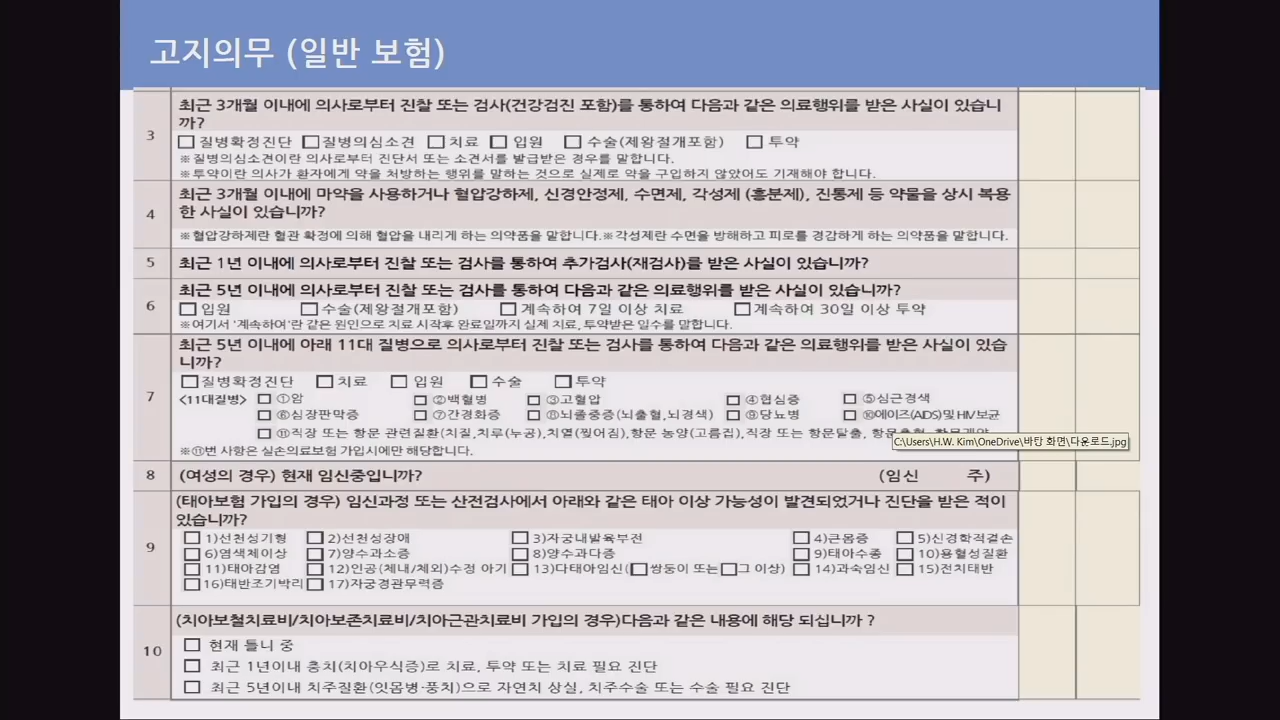 고지의무 (일반 보험)
3
최근 3개월 이내에 의사로부터 진찰 또는 검사(건강검진 포함)를 통하여 다음과 같은 의료행위를 받은 사실이 있습니
까?
□ 질병확정진단 □ 질병의심소견 □ 치료 □ 입원 □ 수술(제왕절개포함) □ 투약
※질병의심소견이란 의사로부터 진단서 또는 소견서를 발급받은 경우를 말합니다.
※투약이란 의사가 환자에게 약을 처방하는 행위를 말하는 것으로 실제로 약을 구입하지 않았어도 기재해야 합니다.
4
최근 3개월 이내에 마약을 사용하거나 혈압강하제, 신경안정제, 수면제, 각성제 (흥분제), 진통제 등 약물을 상시 복용
한 사실이 있습니까?
※혈압강하제란 혈관 확정에 의해 혈압을 내리게 하는 의약품을 말합니다.※각성제란 수면을 방해하고 피로를 경감하게 하는 의약품을 말합니다.
5 최근 1년 이내에 의사로부터 진찰 또는 검사를 통하여 추가검사(재검사)를 받은 사실이 있습니까?
6
최근 5년 이내에 의사로부터 진찰 또는 검사를 통하여 다음과 같은 의료행위를 받은 사실이 있습니까?
□ 입원 □ 수술(제왕절개포함) □ 계속하여 7일 이상 치료 □ 계속하여 30일 이상 투약
※여기서 '계속하여'란 같은 원인으로 치료 시작후 완료일까지 실제 치료, 투약받은 일수를 말합니다.
7
최근 5년 이내에 아래 11대 질병으로 의사로부터 진찰 또는 검사를 통하여 다음과 같은 의료행위를 받은 사실이 있습
니까?
□ 질병확정진단 □ 치료 □ 입원 □ 수술 □ 투약
<11대질병> □ ①암 □ ②백혈병 □ ③고혈압 □ ④협심증 □ ⑤심근경색
□ ⑥심장판막증 □ ⑦간경화증 □ ⑧뇌졸중증(뇌출혈,뇌경색) □ ⑨당뇨병 □ ⑩에이즈(AIDS)및 HIV보균
□ ⑪직장 또는 항문 관련질환(치질,치루(누공),치열(찢어짐),항문 농양(고름집),직장 또는 항문탈출,
C:\Users\H.W. Kim\OneDrive\바탕 화면\다운로드.jpg
※⑪번 사항은 실손의료보험 가입시에만 해당합니다.
8 (여성의 경우) 현재 임신중입니까? (임신 주)
9
(태아보험 가입의 경우) 임신과정 또는 산전검사에서 아래와 같은 태아 이상 가능성이 발견되었거나 진단을 받은 적이
있습니까?
□ 1)선천성기형 □ 2)선천성장애 □ 3)자궁내발육부전 □ 4)근몸증 □ 5)신경학적결손
□ 6)염색체이상 □ 7)양수과소증 □ 8)양수과다증 □ 9)태아수종 □ 10)용혈성질환
□ 11)태아감염 □ 12)인공(체내/체외)수정 아기 □ 13)다태아임신(□쌍둥이 또는□그 이상) □ 14)과숙임신 □ 15)전치태반
□ 16)태반조기박리 □ 17)자궁경관무력증
10
(치아보철치료비/치아보존치료비/치아근관치료비 가입의 경우)다음과 같은 내용에 해당 되십니까 ?
□ 현재 틀니 중
□ 최근 1년이내 충치(치아우식증)로 치료, 투약 또는 치료 필요 진단
□ 최근 5년이내 치주질환(잇몸병·풍치)으로 자연치 상실, 치주수술 또는 수술 필요 진단